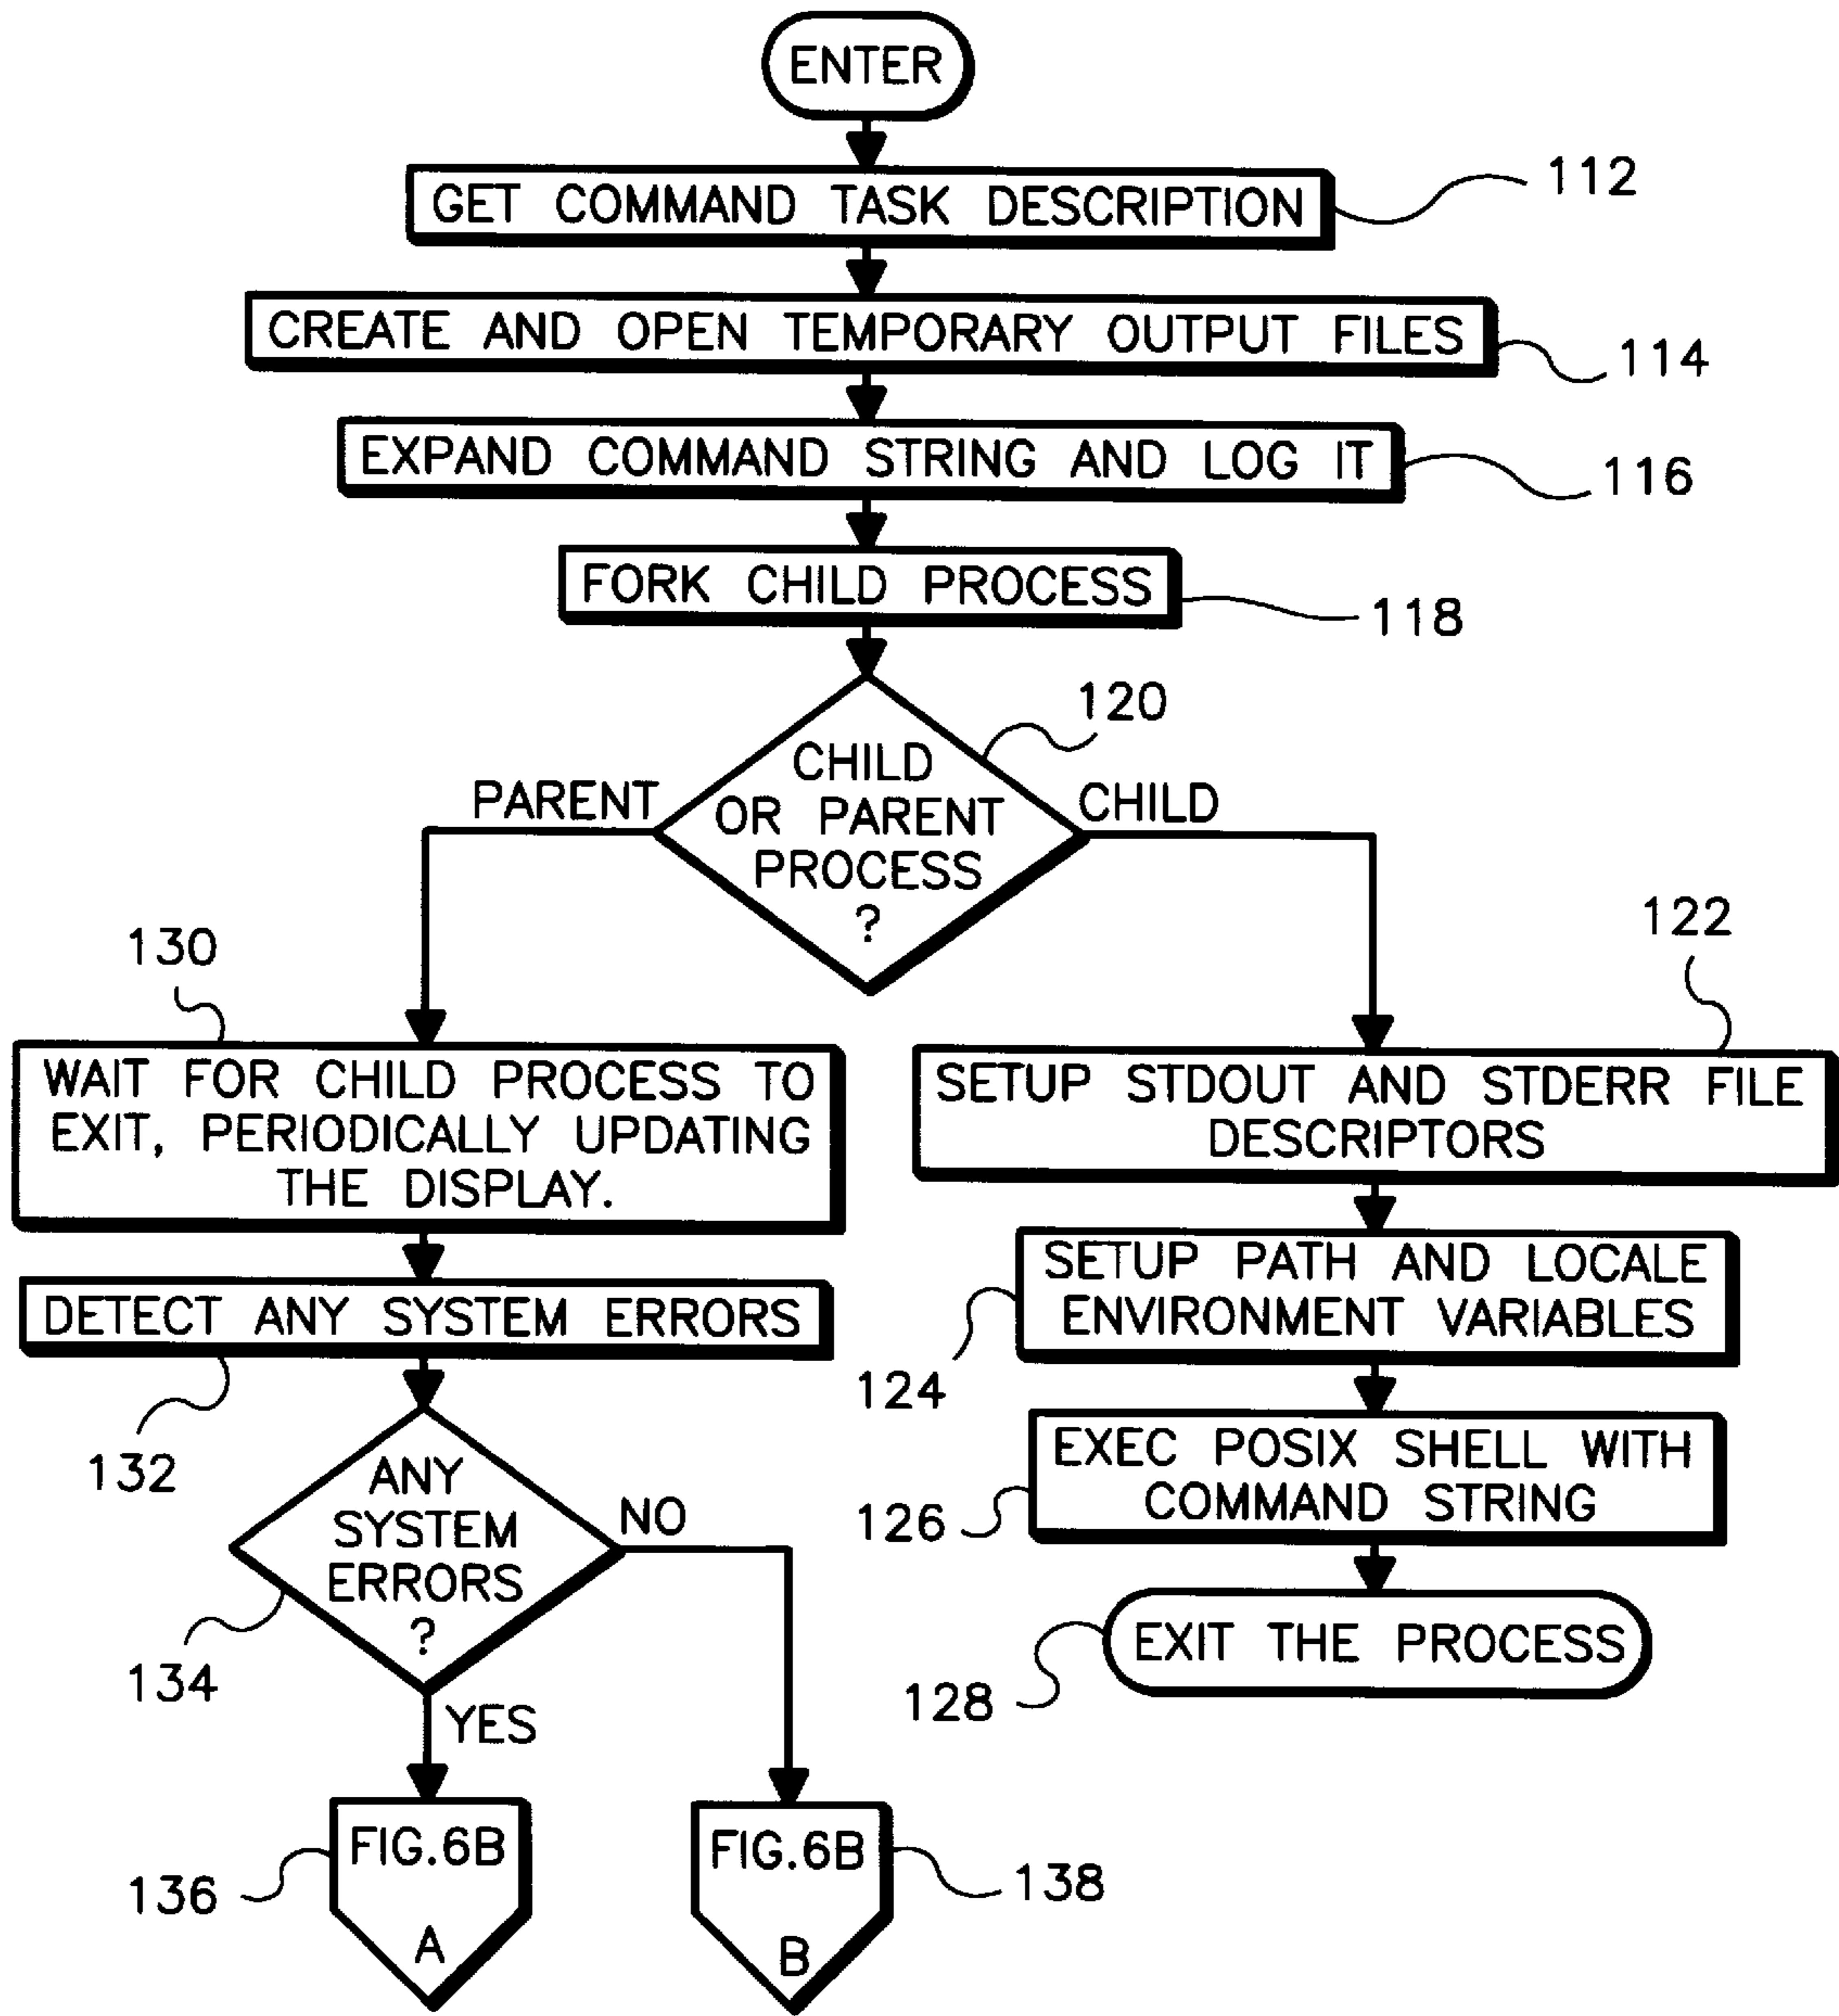 ENTER
GET COMMAND TASK DESCRIPTION
112
CREATE AND OPEN TEMPORARY OUTPUT FILES
114
EXPAND COMMAND STRING AND LOG IT
116
FORK CHILD PROCESS
118
120
CHILD
OR PARENT
PROCESS
?
PARENT
CHILD
130
WAIT FOR CHILD PROCESS TO
EXIT, PERIODICALLY UPDATING
THE DISPLAY.
122
SETUP STDOUT AND STDERR FILE
DESCRIPTORS
DETECT ANY SYSTEM ERRORS
132
SETUP PATH AND LOCALE
ENVIRONMENT VARIABLES
124
ANY
SYSTEM
ERRORS
?
134
NO
YES
EXEC POSIX SHELL WITH
COMMAND STRING
126
EXIT THE PROCESS
128
FIG.6B
A
136
FIG.6B
B
138